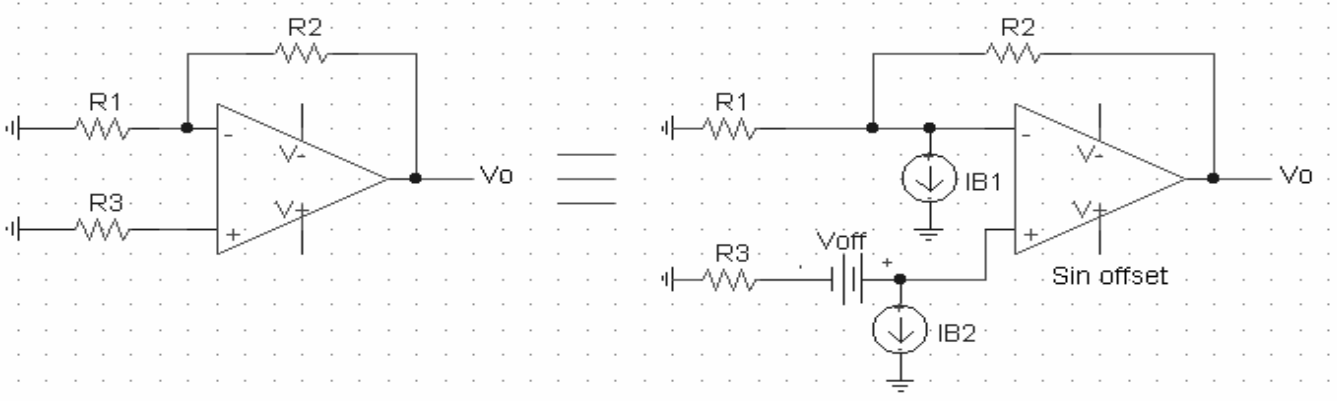 R2
R1
V-
Vo
R3
V+
-
+
R2
R1
-
V-
IB1
Vo
V+
+
Voff
R3
+
Sin offset
IB2